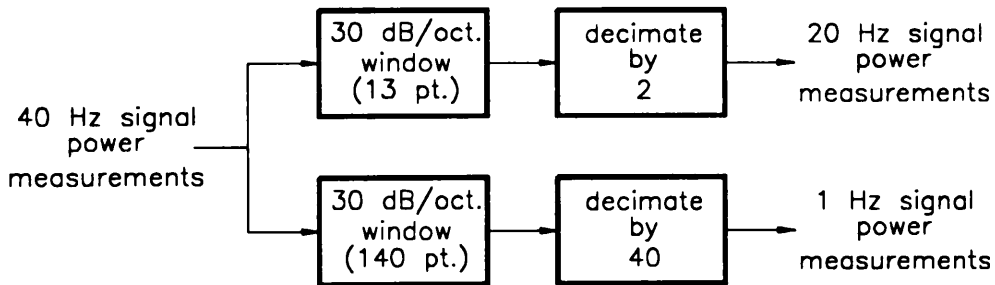 40 Hz signal
power
measurements
30 dB/oct.
window
(13 pt.)
decimate
by
2
20 Hz signal
power
measurements
30 dB/oct.
window
(140 pt.)
decimate
by
40
1 Hz signal
power
measurements